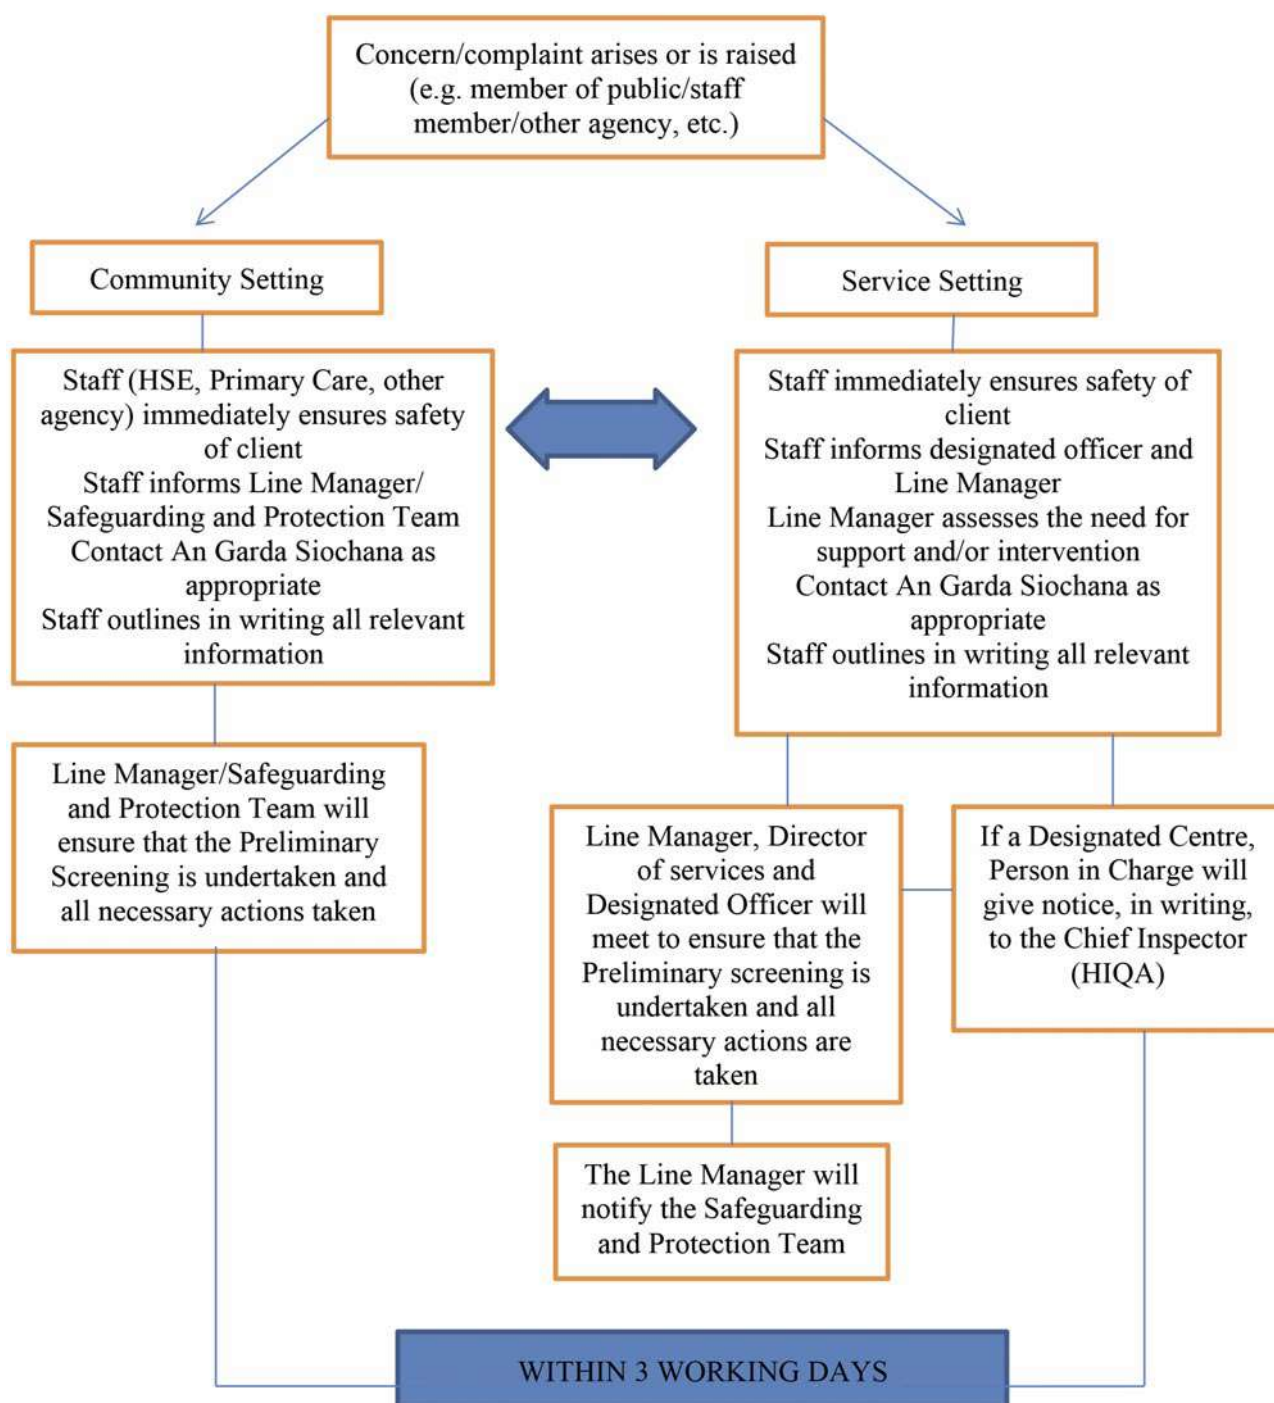 Concern/complaint arises or is raised
(e.g. member of public/staff
member/other agency, etc.)
Community Setting
Service Setting
Staff (HSE, Primary Care, other
agency) immediately ensures safety
of client
Staff informs Line Manager/
Safeguarding and Protection Team
Contact An Garda Siochana as
appropriate
Staff outlines in writing all relevant
information
Staff immediately ensures safety of
client
Staff informs designated officer and
Line Manager
Line Manager assesses the need for
support and/or intervention
Contact An Garda Siochana as
appropriate
Staff outlines in writing all relevant
information
Line Manager/Safeguarding
and Protection Team will
ensure that the Preliminary
Screening is undertaken and
all necessary actions taken
Line Manager, Director
of services and
Designated Officer will
meet to ensure that the
Preliminary screening is
undertaken and all
necessary actions are
taken
If a Designated Centre,
Person in Charge will
give notice, in writing,
to the Chief Inspector
(HIQA)
The Line Manager will
notify the Safeguarding
and Protection Team
WITHIN 3 WORKING DAYS